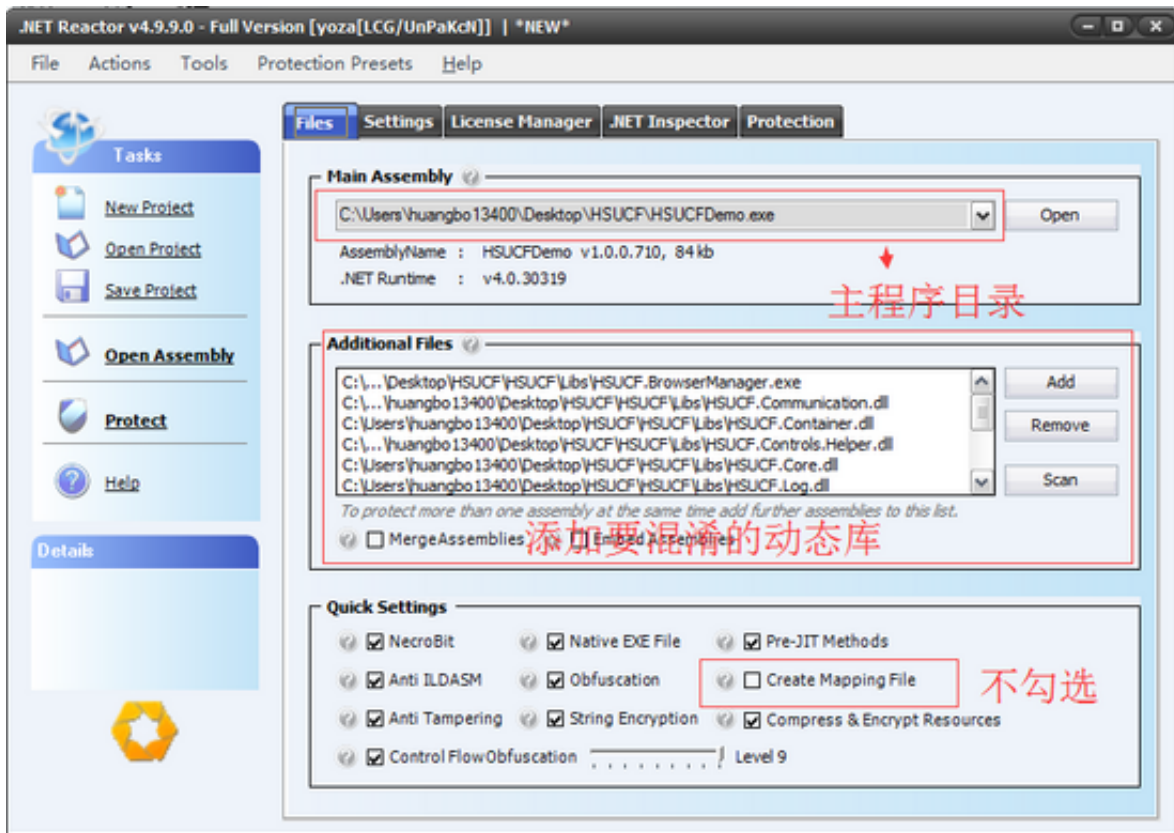 .NET Reactor v4.9.9.0 - Full Version [yoza[LCG/UnPaKcN]] | *NEW*
File Actions Tools Protection Presets Help
Tasks
New Project
Open Project
Save Project
Open Assembly
Protect
Help
Details
Files Settings License Manager .NET Inspector Protection
Main Assembly
C:\Users\huangbo13400\Desktop\HSUCF\HSUCFDemo.exe
Open
AssemblyName : HSUCFDemo v1.0.0.710, 84 kb
.NET Runtime : v4.0.30319
主程序目录
Additional Files
C:\...\Desktop\HSUCF\HSUCF\Libs\HSUCF.BrowserManager.exe
C:\...\huangbo13400\Desktop\HSUCF\HSUCF\Libs\HSUCF.Communication.dll
C:\Users\huangbo13400\Desktop\HSUCF\HSUCF\Libs\HSUCF.Container.dll
C:\...\huangbo13400\Desktop\HSUCF\HSUCF\Libs\HSUCF.Controls.Helper.dll
C:\Users\huangbo13400\Desktop\HSUCF\HSUCF\Libs\HSUCF.Core.dll
C:\Users\huangbo13400\Desktop\HSUCF\HSUCF\Libs\HSUCF.Log.dll
Add
Remove
Scan
To protect more than one assembly at the same time add further assemblies to this list.
MergeAssemblies Embed Assemblies
添加要混淆的动态库
Quick Settings
NecroBit Native EXE File Pre-JIT Methods
Anti ILDASM Obfuscation Create Mapping File
不勾选
Anti Tampering String Encryption Compress & Encrypt Resources
Control Flow Obfuscation Level 9